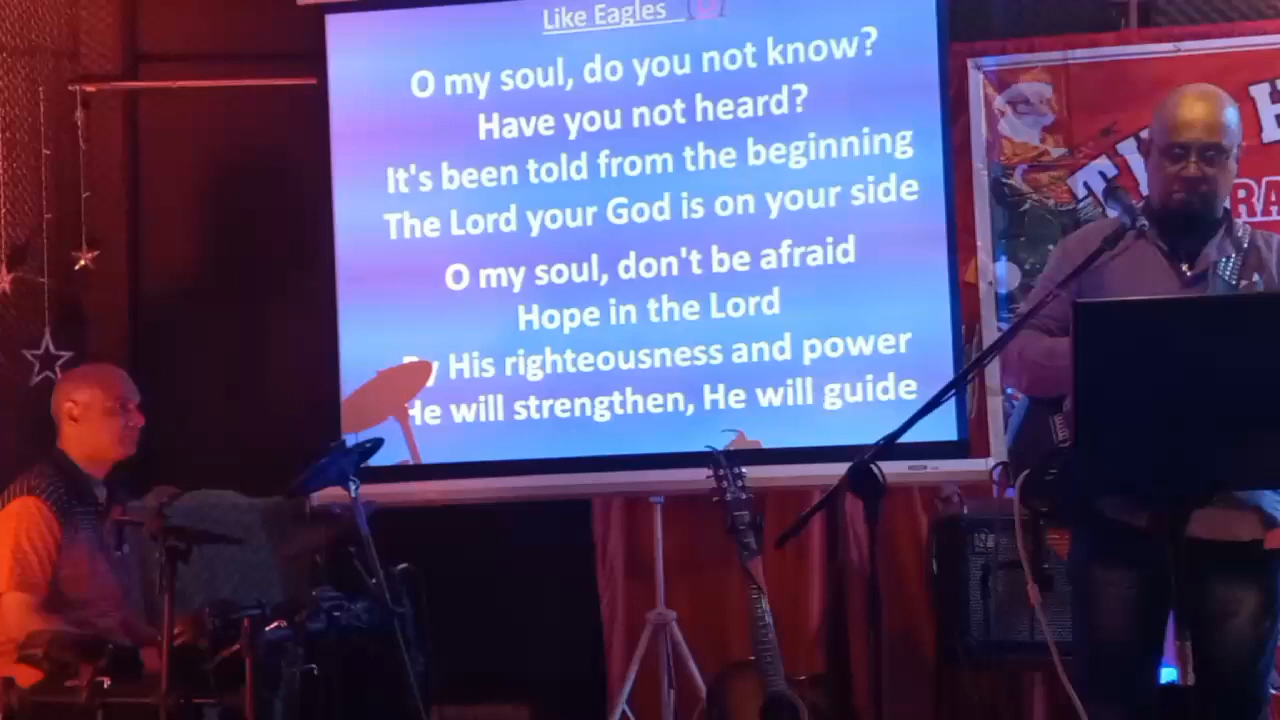 Like Eagles (D)
O my soul, do you not know?
Have you not heard?
It's been told from the beginning
The Lord your God is on your side
O my soul, don't be afraid
Hope in the Lord
By His righteousness and power
He will strengthen, He will guide